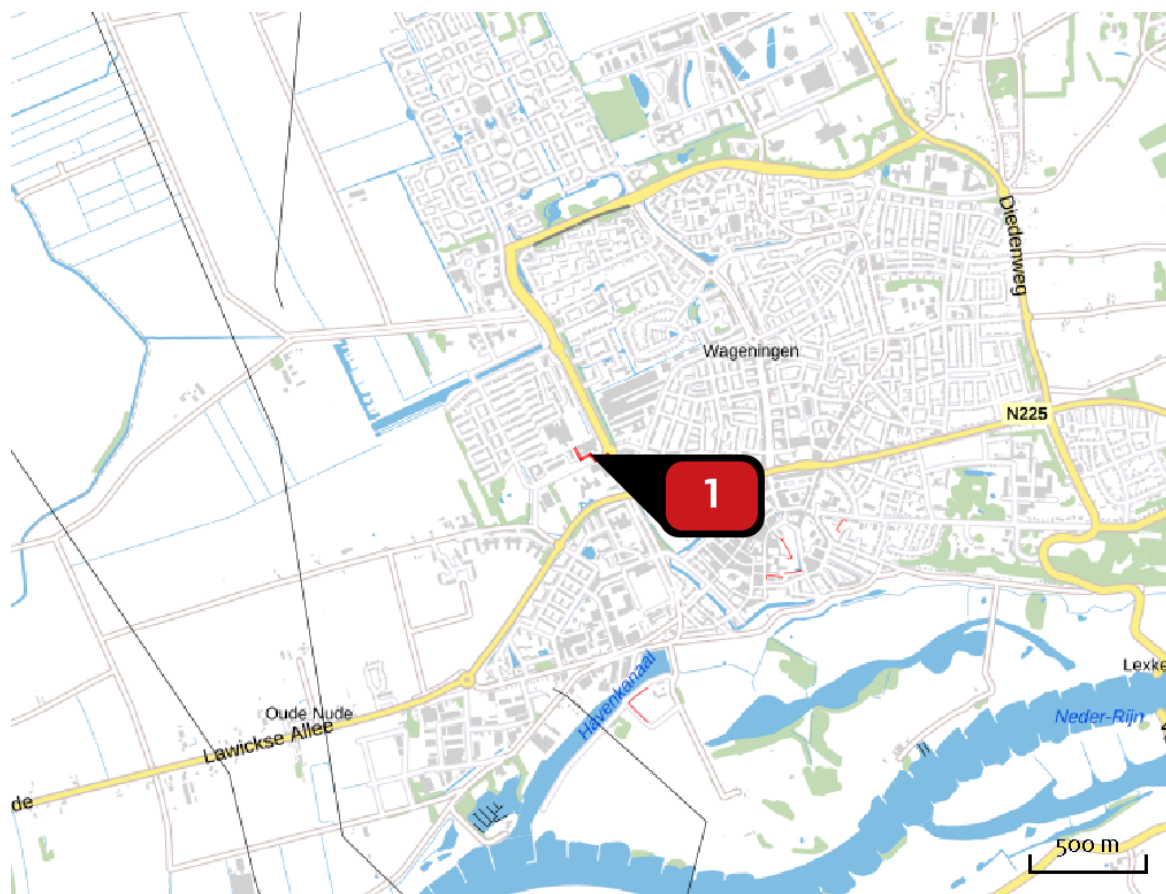 Diedenweg
Wageningen
N225
1
Lexke
Oude Nude
Havenkanaal
Neder-Rijn
Lawickse Allee
de
500 m